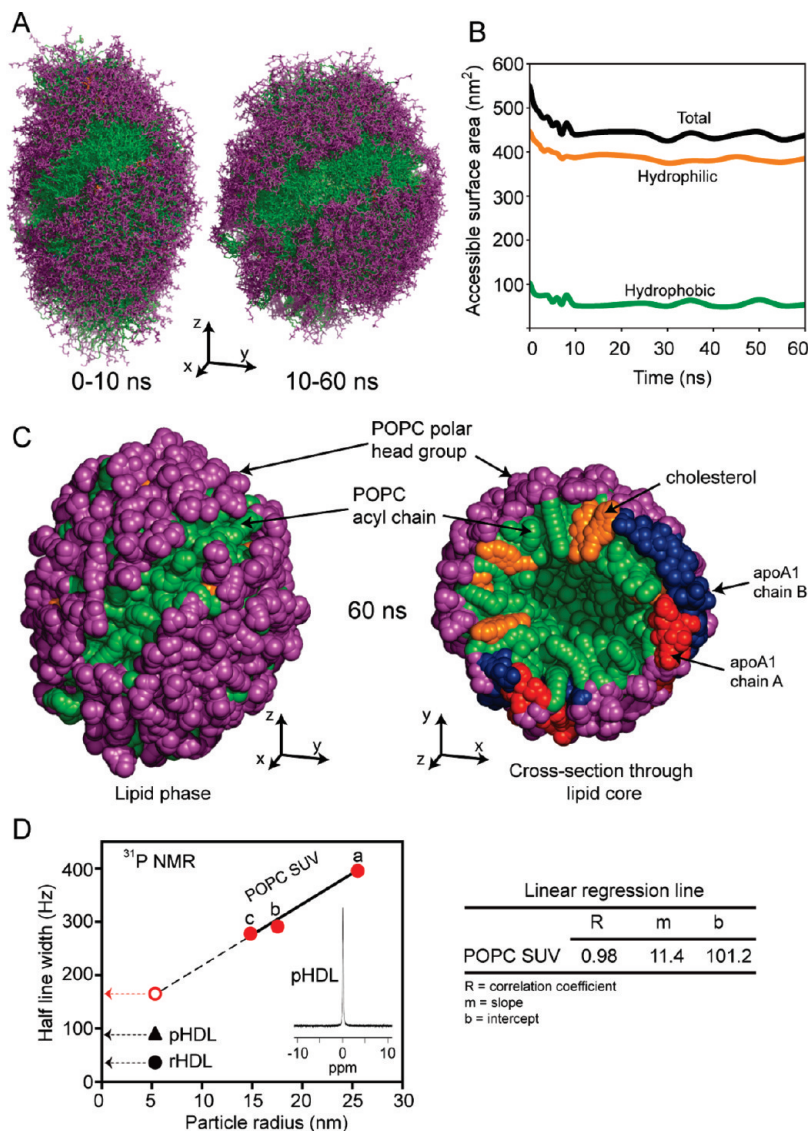 A
z
x
y
0-10 ns
10-60 ns
B
Accessible surface area (nm²)
600
500
400
300
200
100
Total
Hydrophilic
Hydrophobic
0
10
20
30
40
50
60
Time (ns)
C
POPC polar
head group
POPC
acyl chain
60 ns
cholesterol
apoA1
chain B
apoA1
chain A
z
x
y
Lipid phase
y
z
x
Cross-section through
lipid core
D
Half line width (Hz)
400
300
200
100
0
³¹P NMR
POPC SUV
a
b
c
pHDL
rHDL
pHDL
-10
0
10
ppm
0
5
10
15
20
25
30
Particle radius (nm)
Linear regression line
R m b
POPC SUV 0.98 11.4 101.2
R = correlation coefficient
m = slope
b = intercept